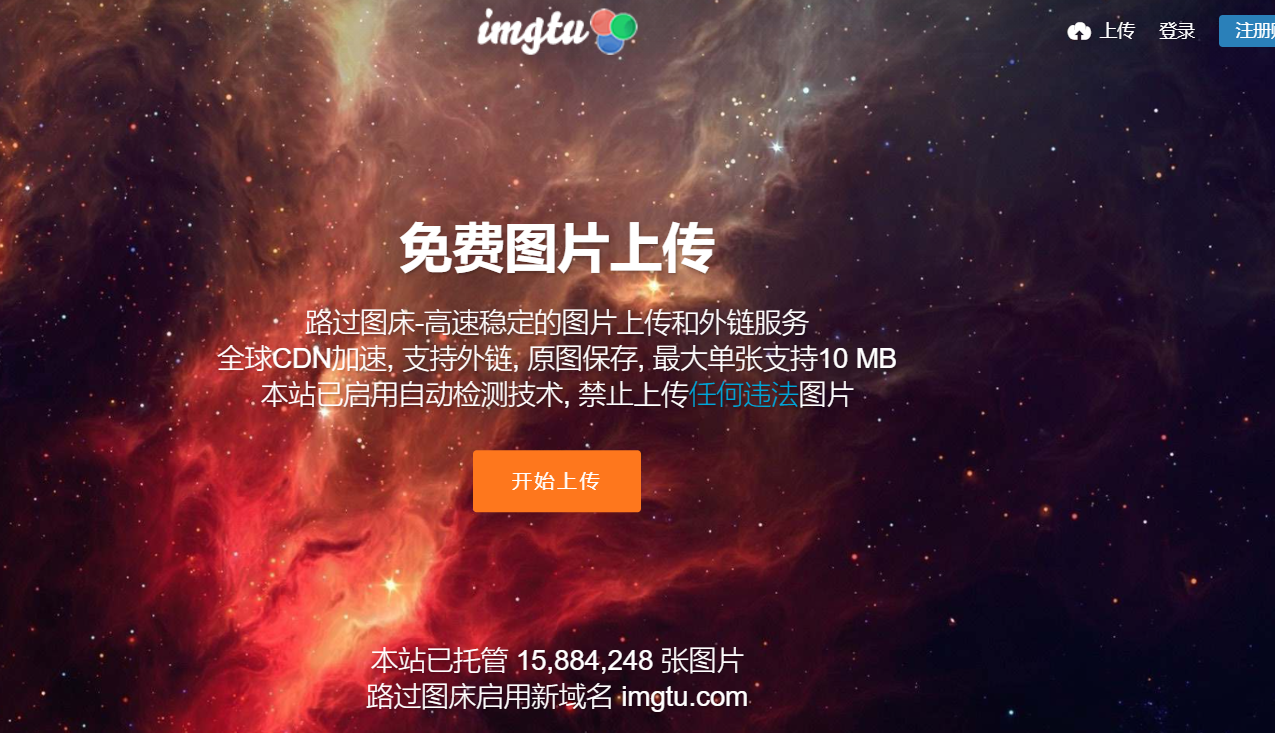 imgtu
上传 登录 注册
免费图片上传
路过图床-高速稳定的图片上传和外链服务
全球CDN加速, 支持外链, 原图保存, 最大单张支持10 MB
本站已启用自动检测技术, 禁止上传任何违法图片
开始上传
本站已托管 15,884,248 张图片
路过图床启用新域名 imgtu.com